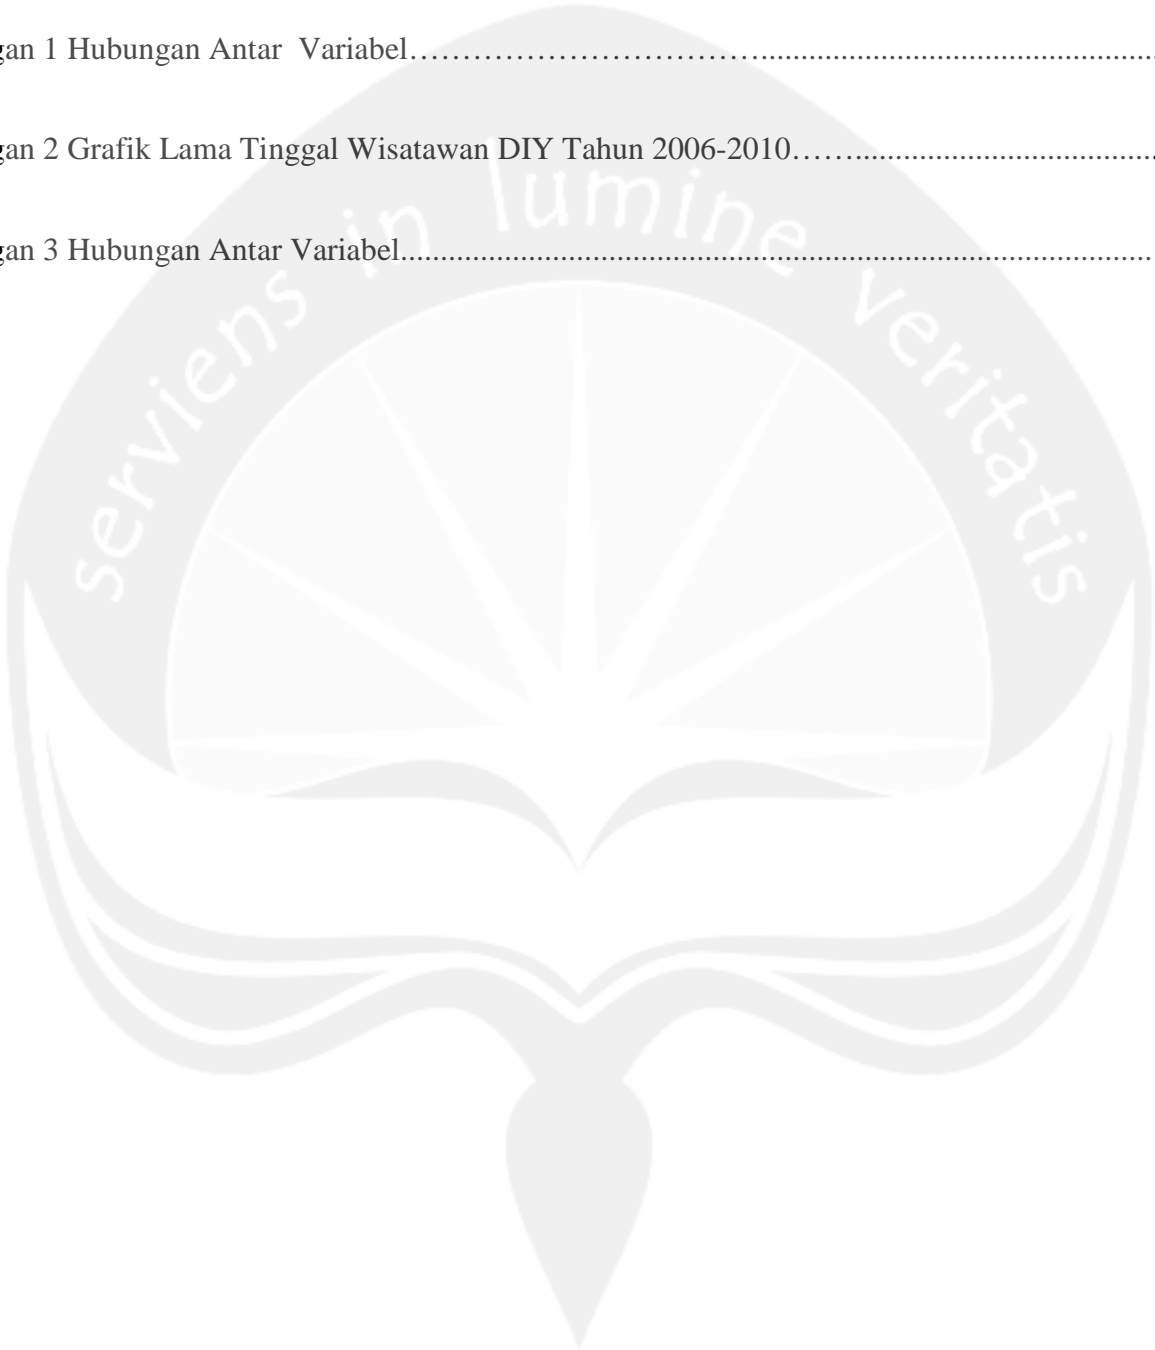 gan 1 Hubungan Antar  Variabel…………………………………...........................................
gan 2 Grafik Lama Tinggal Wisatawan DIY Tahun 2006-2010……......................................
gan 3 Hubungan Antar Variabel...............................................................................................
serviens in lumine veritatis